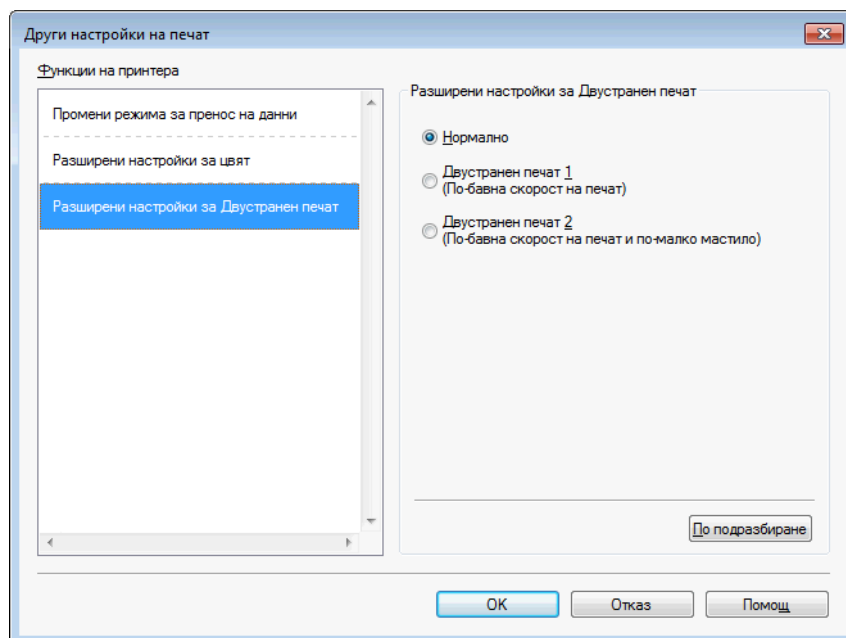 Други настройки на печат
Функции на принтера
Промени режима за пренос на данни
Разширени настройки за цвят
Разширени настройки за Двустранен печат
Разширени настройки за Двустранен печат
Нормално
Двустранен печат 1
(По-бавна скорост на печат)
Двустранен печат 2
(По-бавна скорост на печат и по-малко мастило)
По подразбиране
OK
Отказ
Помощ